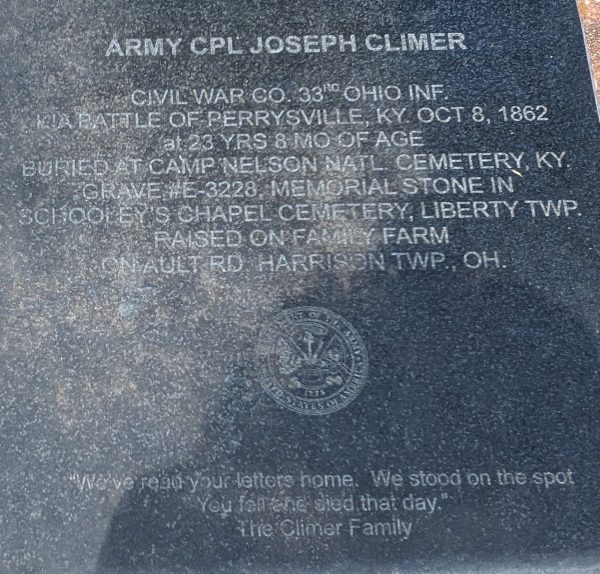 ARMY CPL JOSEPH CLIMER
CIVIL WAR CO. 33RD OHIO INF.
KIA BATTLE OF PERRYSVILLE, KY. OCT 8, 1862
at 23 YRS 8 MO OF AGE
BURIED AT CAMP NELSON NATL. CEMETERY, KY.
GRAVE #E-3228. MEMORIAL STONE IN
SCHOOLEY'S CHAPEL CEMETERY, LIBERTY TWP.
RAISED ON FAMILY FARM
ON AULT RD. HARRISON TWP., OH.
1778
"We've read your letters home. We stood on the spot
You fell and died that day."
The Climer Family